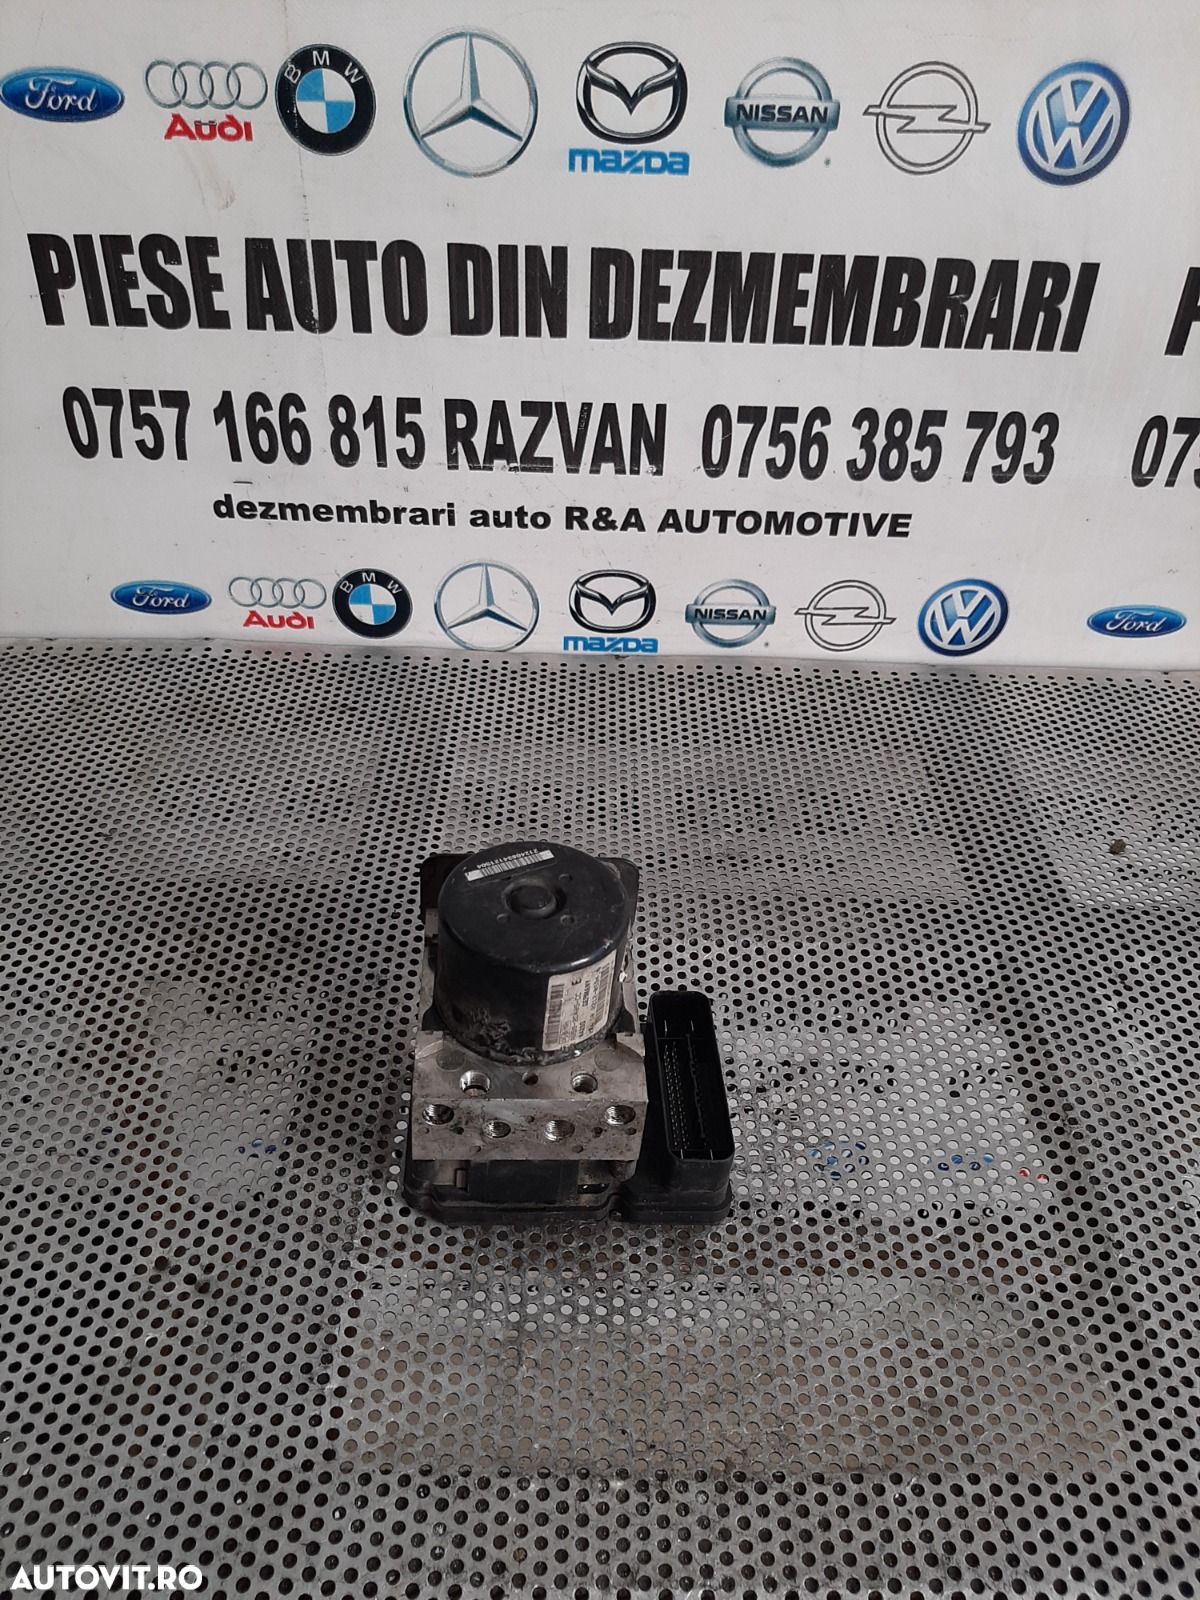 Ford
Audi
BMW
mazda
NISSAN
PIESE AUTO DIN DEZMEMBRARI
0757 166 815 RAZVAN 0756 385 793
dezmembrari auto R&A AUTOMOTIVE
Ford
Audi
BMW
mazda
NISSAN
Ford
GERMANY
AUTOVIT.RO